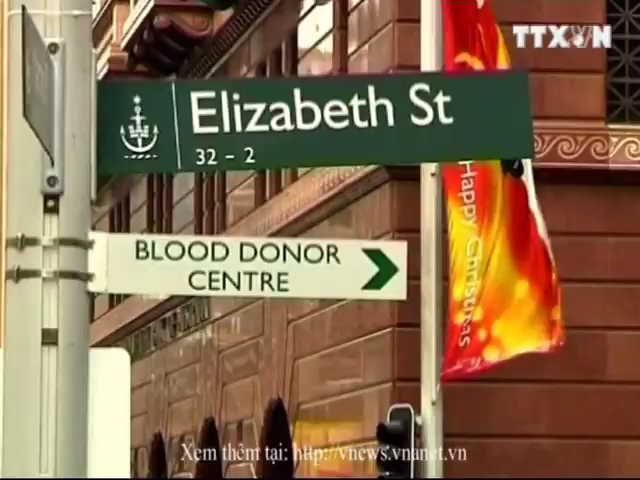 TTXVN
Elizabeth St
32 - 2
BLOOD DONOR
CENTRE
Happy Christmas
Xem thêm tại: http://vnews.vnanet.vn